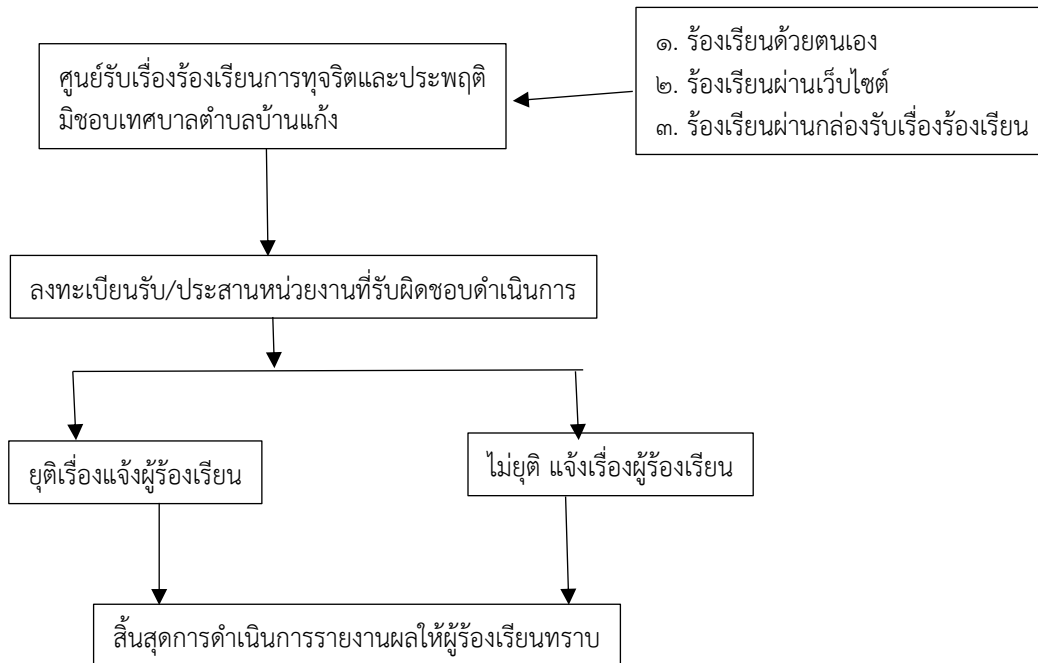 ๑. ร้องเรียนด้วยตนเอง
๒. ร้องเรียนผ่านเว็บไซต์
๓. ร้องเรียนผ่านกล่องรับเรื่องร้องเรียน
ศูนย์รับเรื่องร้องเรียนการทุจริตและประพฤติ
มิชอบเทศบาลตำบลบ้านแก้ง
ลงทะเบียนรับ/ประสานหน่วยงานที่รับผิดชอบดำเนินการ
ยุติเรื่องแจ้งผู้ร้องเรียน
ไม่ยุติ แจ้งเรื่องผู้ร้องเรียน
สิ้นสุดการดำเนินการรายงานผลให้ผู้ร้องเรียนทราบ